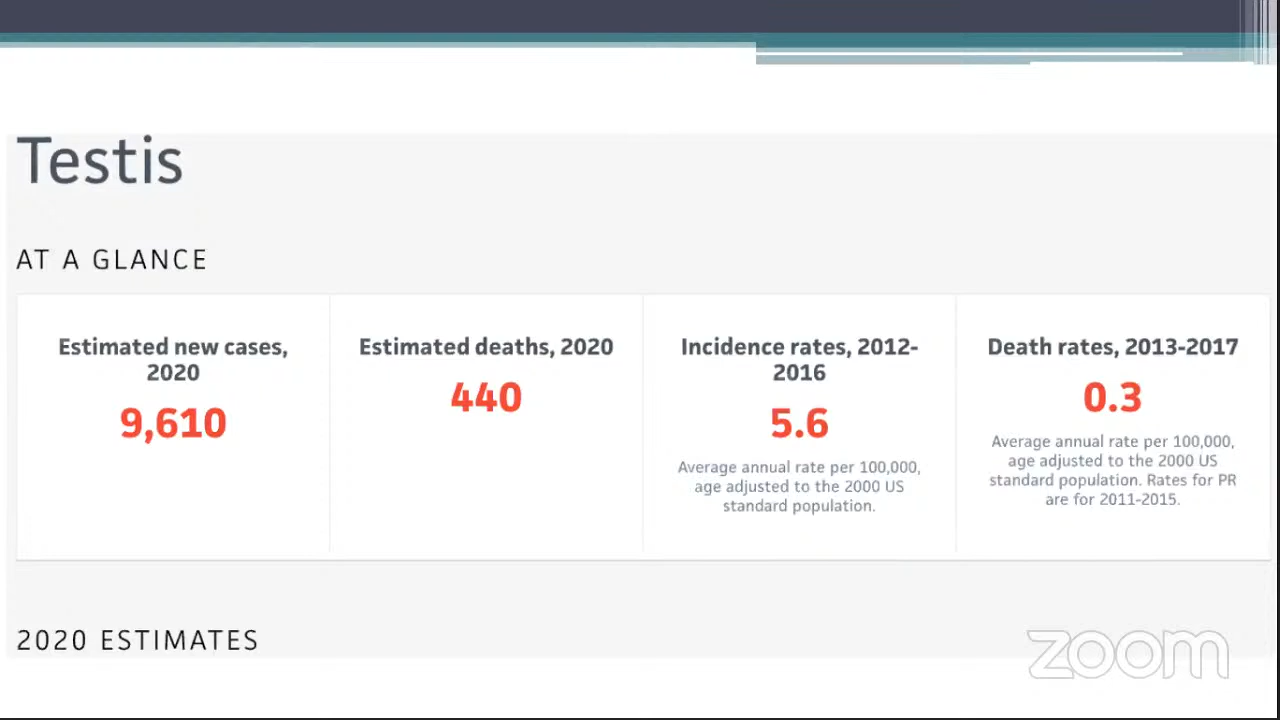 Testis
AT A GLANCE
Estimated new cases,
2020
9,610
Estimated deaths, 2020
440
Incidence rates, 2012-
2016
5.6
Average annual rate per 100,000,
age adjusted to the 2000 US
standard population.
Death rates, 2013-2017
0.3
Average annual rate per 100,000,
age adjusted to the 2000 US
standard population. Rates for PR
are for 2011-2015.
2020 ESTIMATES
zoom